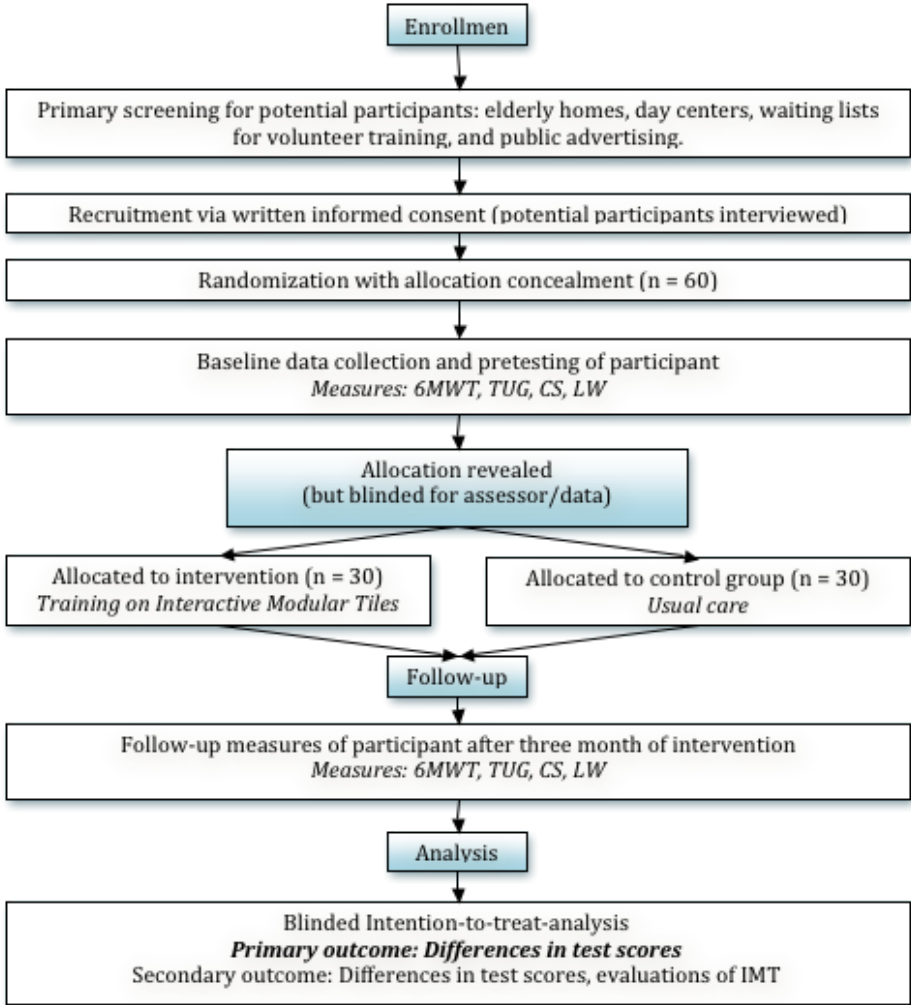 Enrollmen
Primary screening for potential participants: elderly homes, day centers, waiting lists
for volunteer training, and public advertising.
Recruitment via written informed consent (potential participants interviewed)
Randomization with allocation concealment (n = 60)
Baseline data collection and pretesting of participant
Measures: 6MWT, TUG, CS, LW
Allocation revealed
(but blinded for assessor/data)
Allocated to intervention (n = 30)
Training on Interactive Modular Tiles
Allocated to control group (n = 30)
Usual care
Follow-up
Follow-up measures of participant after three month of intervention
Measures: 6MWT, TUG, CS, LW
Analysis
Blinded Intention-to-treat-analysis
Primary outcome: Differences in test scores
Secondary outcome: Differences in test scores, evaluations of IMT